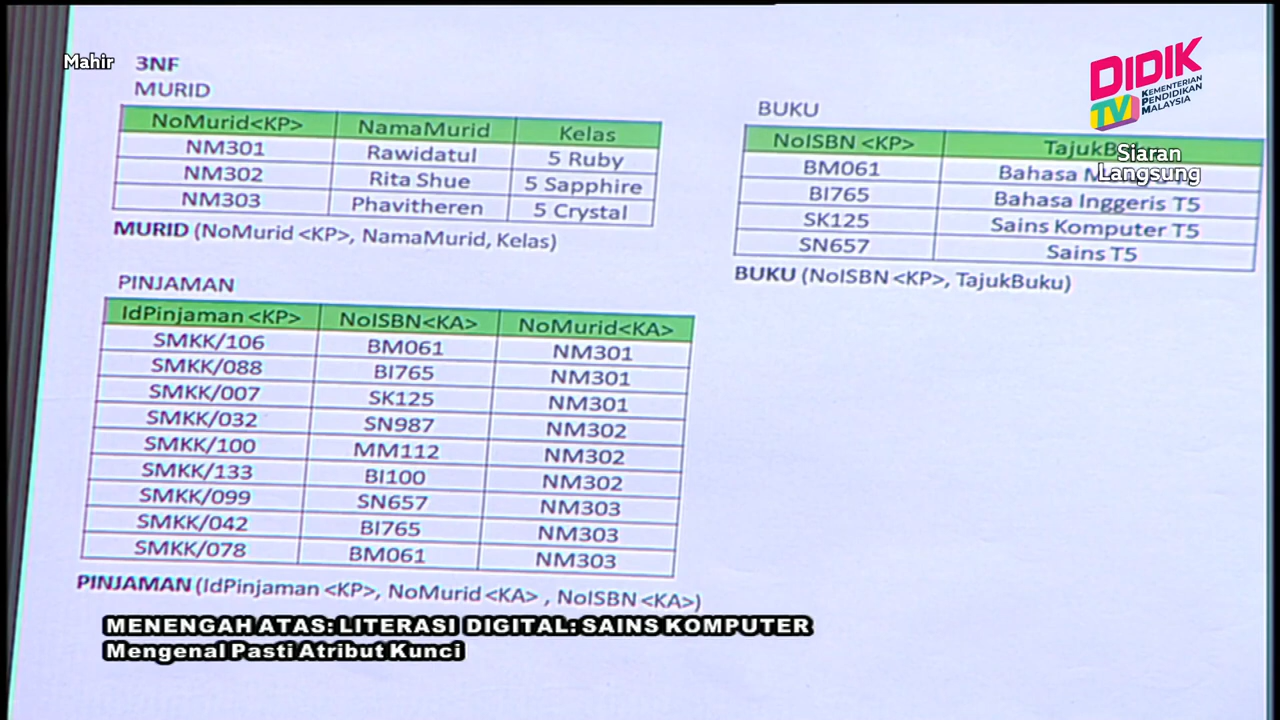 Mahir
3NF
MURID
NoMurid<KP> NamaMurid Kelas
NM301 Rawidatul 5 Ruby
NM302 Rita Shue 5 Sapphire
NM303 Phavitheren 5 Crystal
MURID (NoMurid <KP>, NamaMurid, Kelas)
BUKU
NoISBN <KP>
BM061 Bahasa
BI765 Bahasa Inggeris T5
SK125 Sains Komputer T5
SN657 Sains T5
BUKU (NoISBN <KP>, TajukBuku)
PINJAMAN
IdPinjaman <KP> NoISBN<KA> NoMurid<KA>
SMKK/106 BM061 NM301
SMKK/088 BI765 NM301
SMKK/007 SK125 NM301
SMKK/032 SN987 NM302
SMKK/100 MM112 NM302
SMKK/133 BI100 NM302
SMKK/099 SN657 NM303
SMKK/042 BI765 NM303
SMKK/078 BM061 NM303
PINJAMAN (IdPinjaman <KP>, NoMurid <KA> , NoISBN <KA>)
DIDIK
TV
KEMENTERIAN
PENDIDIKAN
MALAYSIA
Siaran
Langsung
MENENGAH ATAS: LITERASI DIGITAL: SAINS KOMPUTER
Mengenal Pasti Atribut Kunci